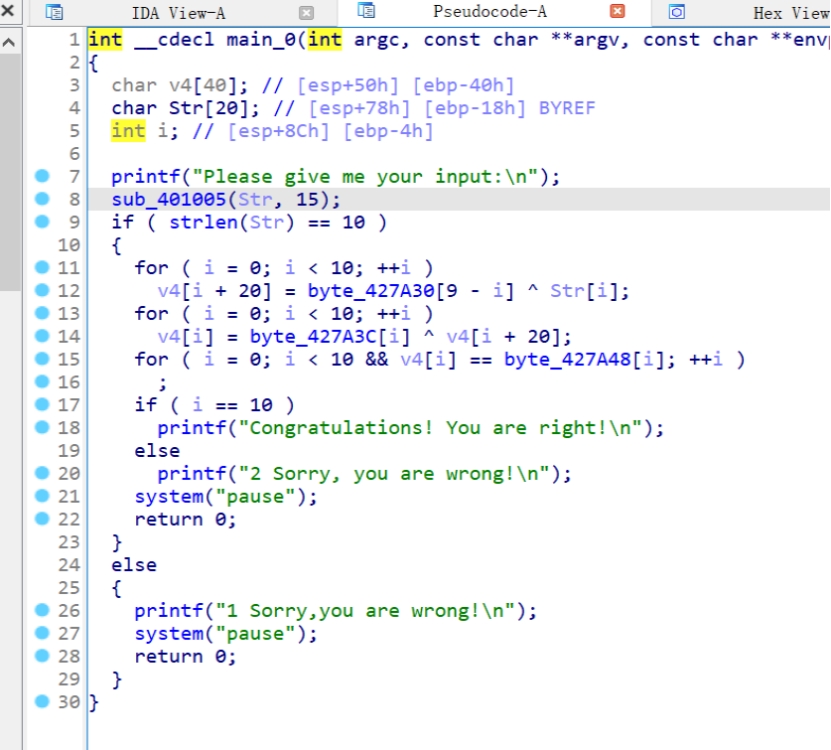 IDA View-A Pseudocode-A Hex View
1 int __cdecl main_0(int argc, const char **argv, const char **env
2 {
3 char v4[40]; // [esp+50h] [ebp-40h]
4 char Str[20]; // [esp+78h] [ebp-18h] BYREF
5 int i; // [esp+8Ch] [ebp-4h]
6
7 printf("Please give me your input:\n");
8 sub_401005(Str, 15);
9 if ( strlen(Str) == 10 )
10 {
11 for ( i = 0; i < 10; ++i )
12 v4[i + 20] = byte_427A30[9 - i] ^ Str[i];
13 for ( i = 0; i < 10; ++i )
14 v4[i] = byte_427A3C[i] ^ v4[i + 20];
15 for ( i = 0; i < 10 && v4[i] == byte_427A48[i]; ++i )
16 ;
17 if ( i == 10 )
18 printf("Congratulations! You are right!\n");
19 else
20 printf("2 Sorry, you are wrong!\n");
21 system("pause");
22 return 0;
23 }
24 else
25 {
26 printf("1 Sorry,you are wrong!\n");
27 system("pause");
28 return 0;
29 }
30 }